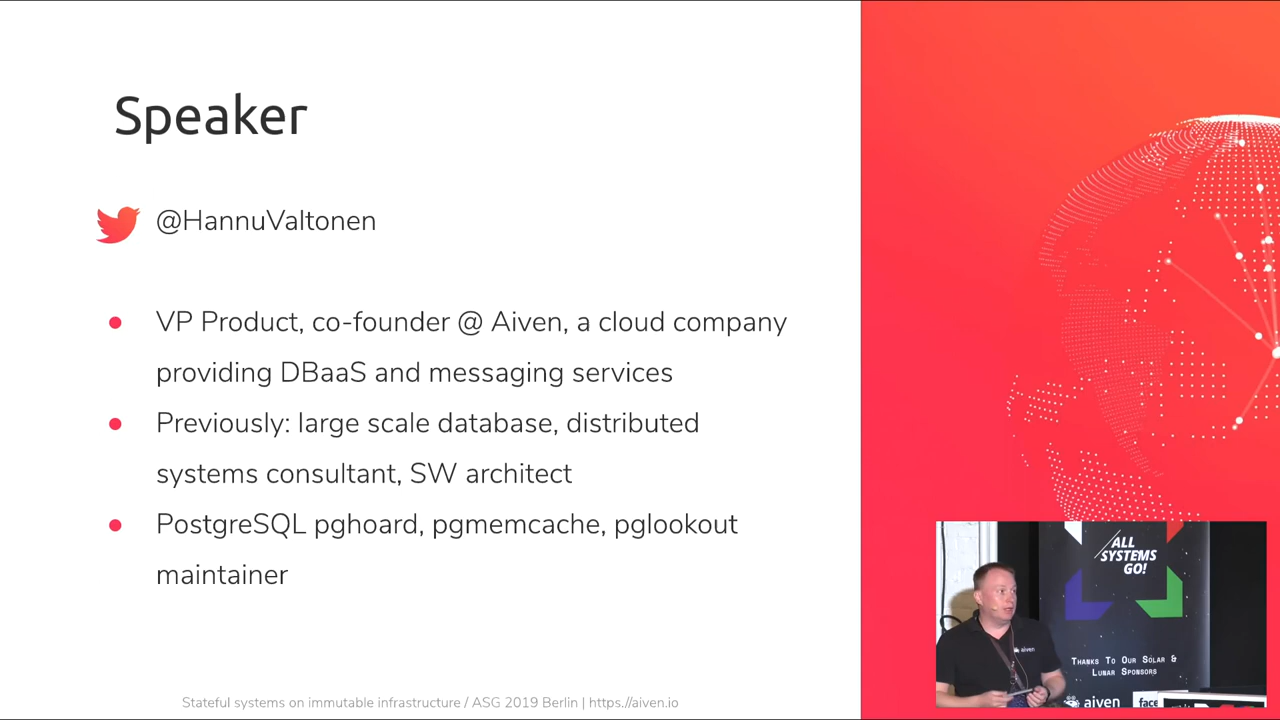 Speaker
@HannuValtonen
VP Product, co-founder @ Aiven, a cloud company
providing DBaaS and messaging services
Previously: large scale database, distributed
systems consultant, SW architect
PostgreSQL pghoard, pgmemcache, pglookout
maintainer
Stateful systems on immutable infrastructure / ASG 2019 Berlin | https://aiven.io
ALL
SYSTEMS
GO!
aiven
Thanks To Our Solar &
Lunar Sponsors
aiven
face